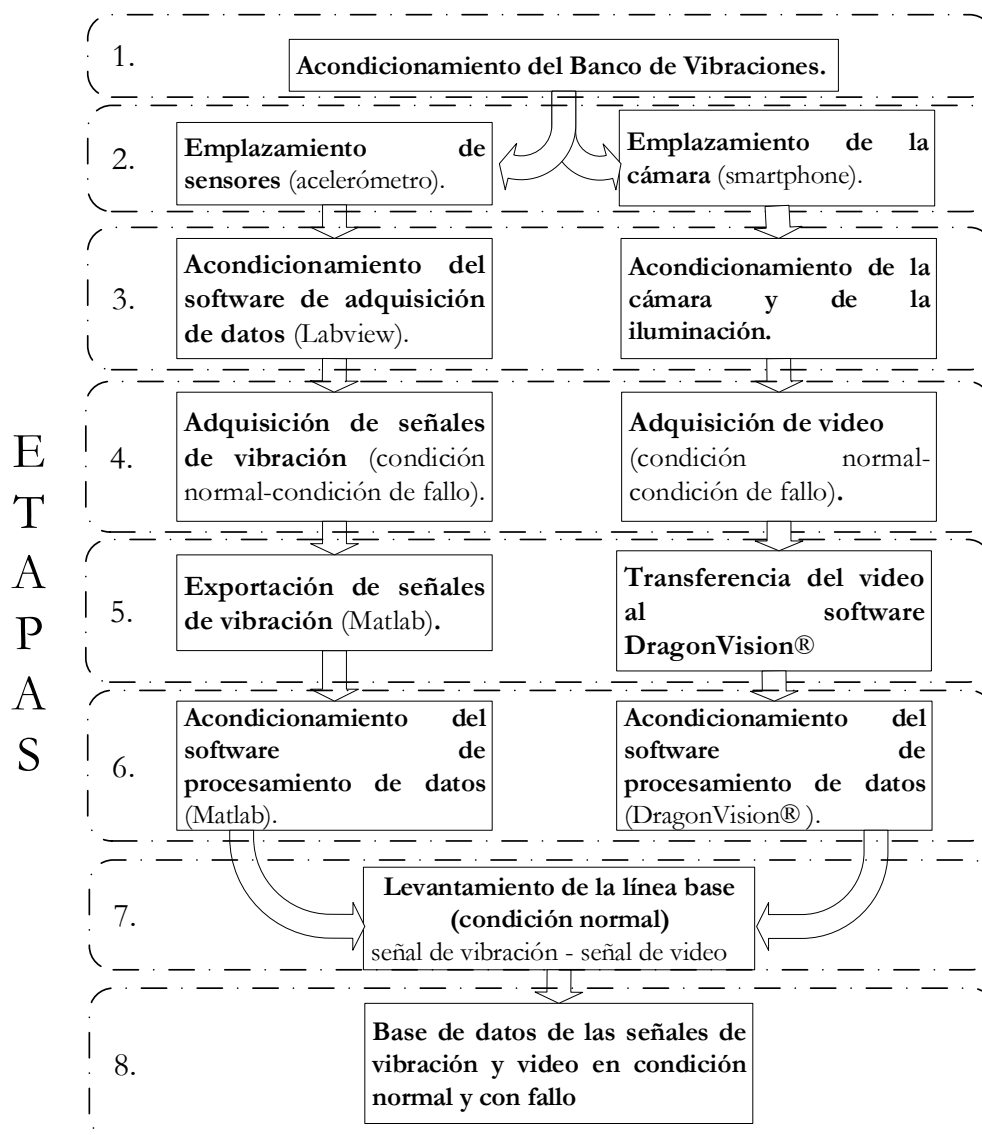 ETAPAS
1.
Acondicionamiento del Banco de Vibraciones.
2.
Emplazamiento de
sensores (acelerómetro).
Emplazamiento de la
cámara (smartphone).
3.
Acondicionamiento del
software de adquisición
de datos (Labview).
Acondicionamiento de la
cámara y de la
iluminación.
4.
Adquisición de señales
de vibración (condición
normal-condición de fallo).
Adquisición de video
(condición normal-
condición de fallo).
5.
Exportación de señales
de vibración (Matlab).
Transferencia del video
al software
DragonVision®
6.
Acondicionamiento del
software de
procesamiento de datos
(Matlab).
Acondicionamiento del
software de
procesamiento de datos
(DragonVision® ).
7.
Levantamiento de la línea base
(condición normal)
señal de vibración - señal de video
8.
Base de datos de las señales de
vibración y video en condición
normal y con fallo